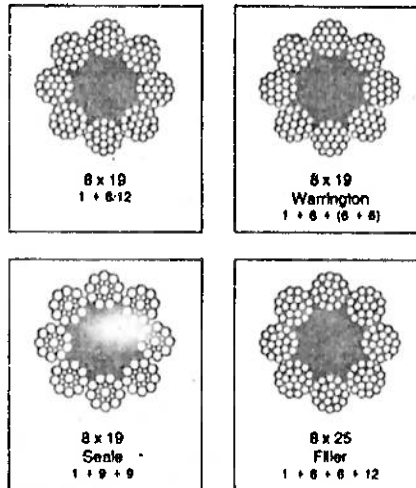 8 x 19
1 + 6·12
8 x 19
Warrington
1 + 6 + (6 + 6)
8 x 19
Seale
1 + 9 + 9
8 x 25
Filler
1 + 6 + 6 + 12